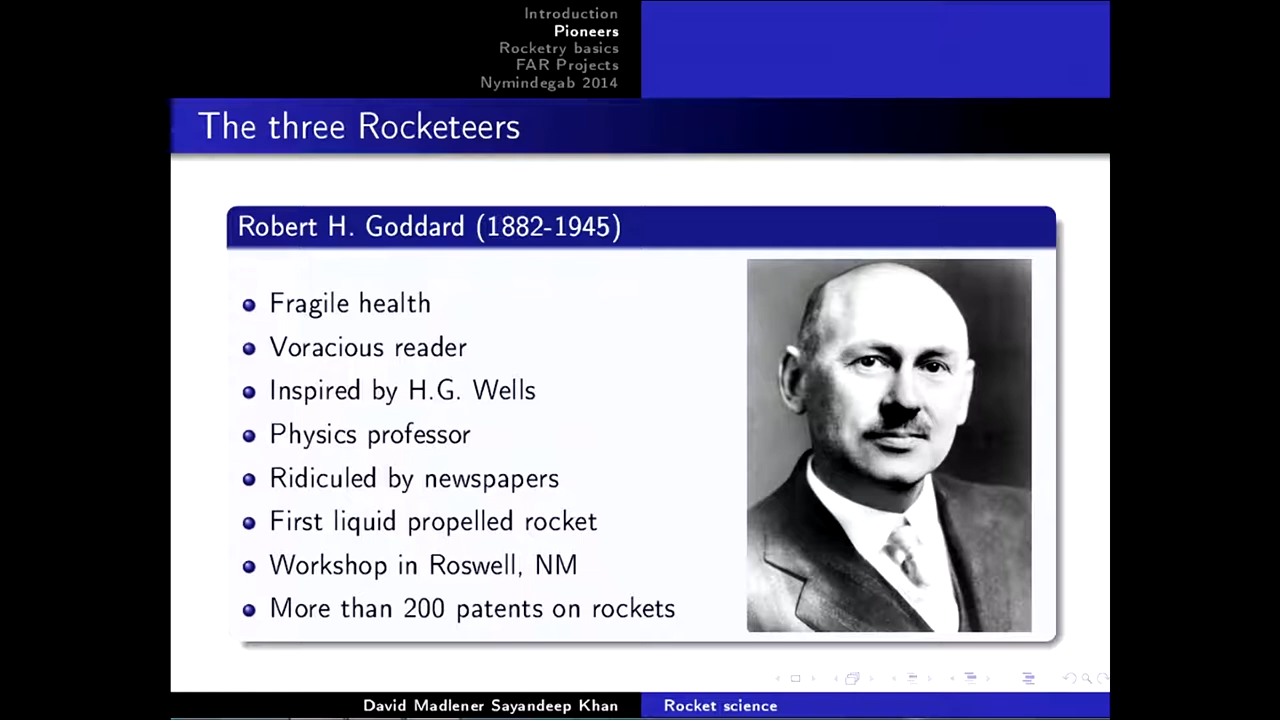 Introduction
Pioneers
Rocketry basics
FAR Projects
Nymindegab 2014
The three Rocketeers
Robert H. Goddard (1882-1945)
Fragile health
Voracious reader
Inspired by H.G. Wells
Physics professor
Ridiculed by newspapers
First liquid propelled rocket
Workshop in Roswell, NM
More than 200 patents on rockets
David Madlener Sayandeep Khan
Rocket science